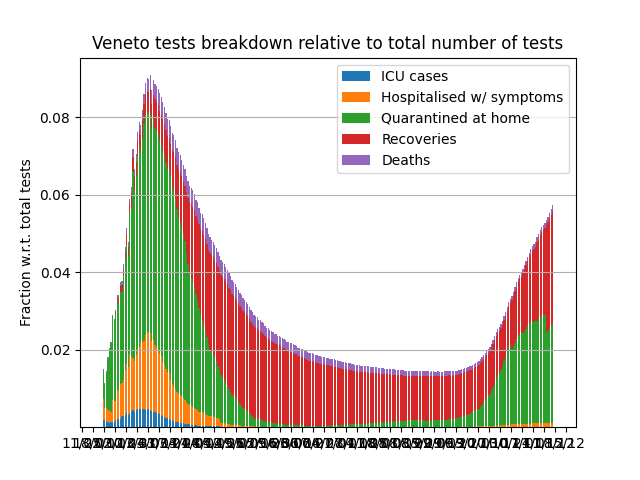 Veneto tests breakdown relative to total number of tests
ICU cases
Hospitalised w/ symptoms
Quarantined at home
Recoveries
Deaths
0.08
0.06
0.04
0.02
Fraction w.r.t. total tests